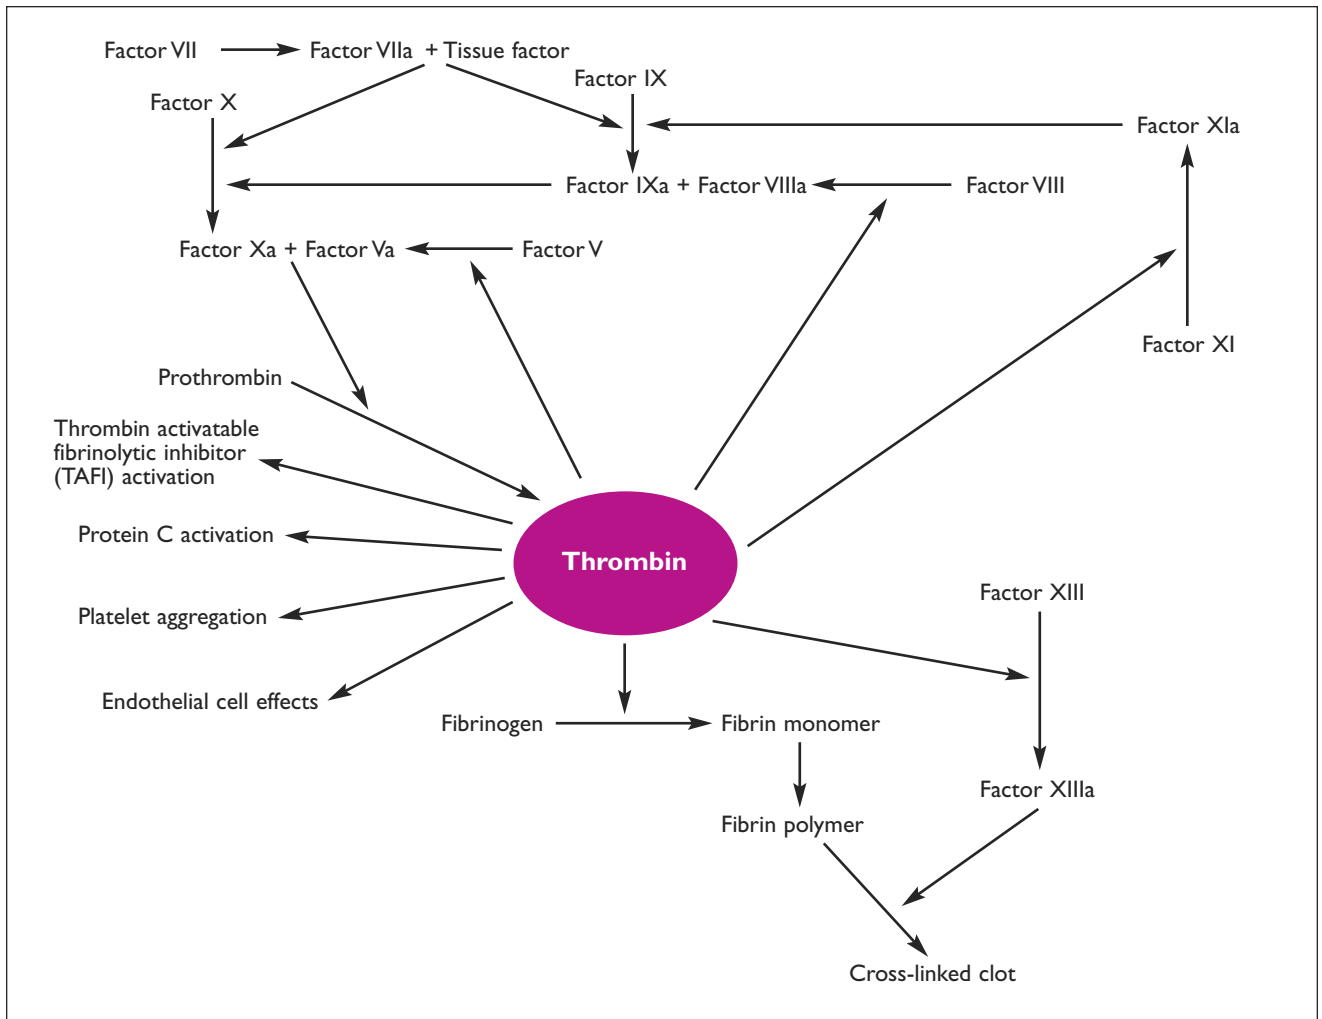 Factor VII
Factor VIIa + Tissue factor
Factor IX
Factor X
Factor XIa
Factor IXa + Factor VIIIa
Factor VIII
Factor Xa + Factor Va
Factor V
Factor XI
Prothrombin
Thrombin activatable
fibrinolytic inhibitor
(TAFI) activation
Protein C activation
Thrombin
Platelet aggregation
Factor XIII
Endothelial cell effects
Fibrinogen
Fibrin monomer
Factor XIIIa
Fibrin polymer
Cross-linked clot